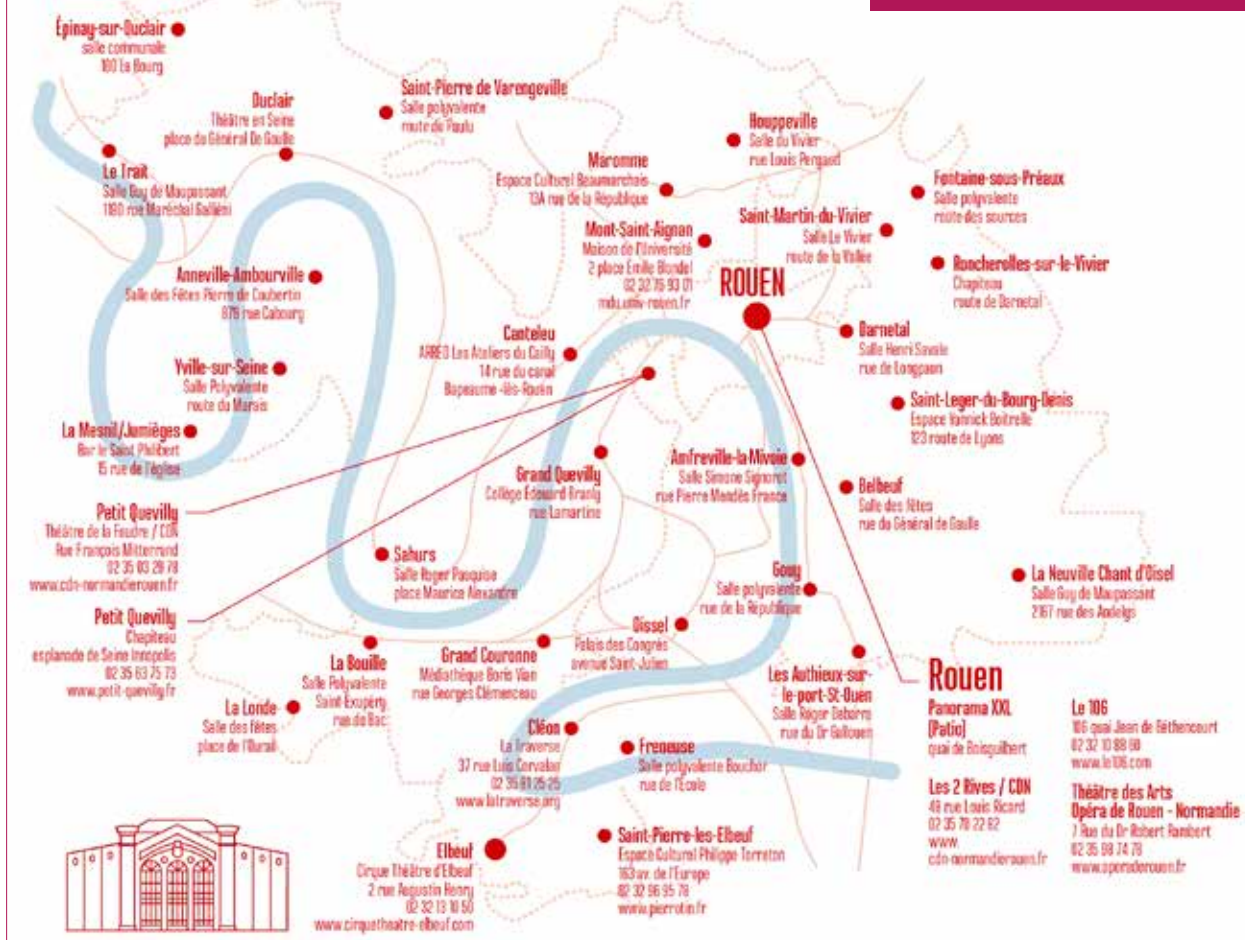 Épinay-sur-Duclair
salle communale
180 Le Bourg
Duclair
Théâtre en Seine
place du Général De Gaulle
Saint-Pierre de Varengeville
Salle polyvalente
route de
Houppeville
Salle du Vivier
rue Louis Pergaud
Le Trait
Salle Guy de Maupassant
1190 rue Maréchal Galliéni
Maromme
Espace Culturel Beaumarchais
13A rue de la République
Fontaine-sous-Préaux
Salle polyvalente
route des sources
Mont-Saint-Aignan
Maison de l'Université
2 place Emile Blondel
02 32 76 93 01
mdu.univ-rouen.fr
Saint-Martin-du-Vivier
Salle Le Vivier
route de la Vallée
Roncherolles-sur-le-Vivier
Chapiteau
route de Darnetal
ROUEN
Anneville-Ambourville
Salle des Fêtes Pierre de Coubertin
876 rue Cabourg
Canteleu
ARRED Les Ateliers du Cailly
14 rue du canal
Bapeaume -lès-Rouen
Darnetal
Salle Henri Savale
rue de Longpaon
Yville-sur-Seine
Salle Polyvalente
route du Marais
Saint-Leger-du-Bourg-Denis
Espace Yannick Boitrelle
123 route de Lyons
La Mesnil/Jumièges
Bar le Saint Philibert
15 rue de l'église
Grand Quevilly
Collège Edouard Branly
rue Lamartine
Amfreville-la-Mivoie
Salle Simone Signoret
rue Pierre Mendès France
Belbeuf
Salle des fêtes
rue du Général de Gaulle
Petit Quevilly
Théâtre de la Foudre / CDN
Rue François Mitterrand
02 35 03 29 78
www.cdn-normandierouen.fr
Sahurs
Salle Roger Pasquise
place Maurice Alexandre
Gouy
Salle polyvalente
rue de la République
La Neuville Chant d'Oisel
Salle Guy de Maupassant
2167 rue des Andelys
Petit Quevilly
Chapiteau
esplanade de Seine Innopolis
02 35 63 75 73
www.petit-quevilly.fr
La Bouille
Salle Polyvalente
Saint-Exupéry
rue de Bac
Grand Couronne
Médiathèque Boris Vian
rue Georges Clémenceau
Oissel
Palais des Congrès
avenue Saint-Julien
Les Authieux-sur-
le-port-St-Ouen
Salle Roger Debarre
rue du Dr Gallouen
La Londe
Salle des fêtes
place de l'Ourail
Cléon
La Traverse
37 rue Luis Corvalan
02 35 81 25 25
www.latraverse.org
Freneuse
Salle polyvalente Boucher
rue de l'Ecole
Elbeuf
Cirque Théâtre d'Elbeuf
2 rue Augustin Henry
02 32 13 10 50
www.cirquetheatre-elbeuf.com
Saint-Pierre-les-Elbeuf
Espace Culturel Philippe Torreton
163 av. de l'Europe
02 32 96 95 78
www.pierrotin.fr
Rouen
Panorama XXL
(Patio)
quai de Boisguilbert
Les 2 Rives / CDN
48 rue Louis Ricard
02 35 70 22 82
www
cdn-normandierouen.fr
Le 106
106 quai Jean de Béthencourt
02 32 10 88 60
www.le106.com
Théâtre des Arts
Opéra de Rouen - Normandie
7 Rue du Dr Robert Rambert
02 35 98 74 78
www.operaderouen.fr